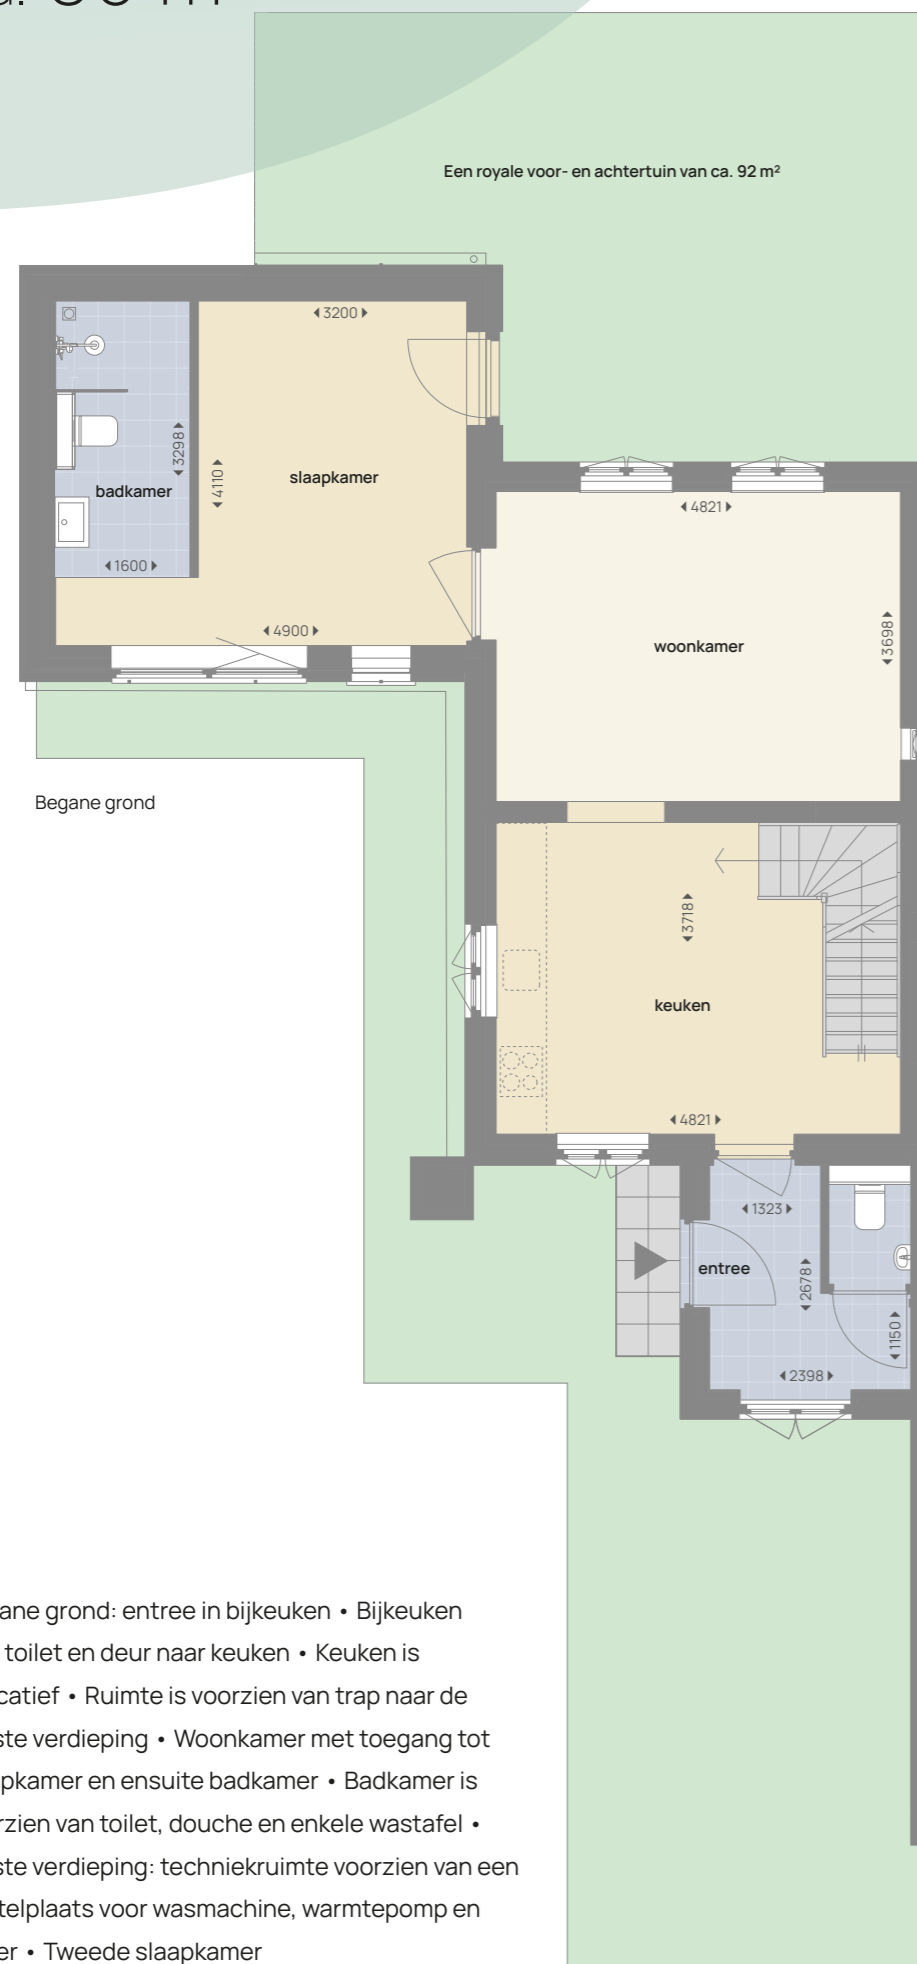 Een royale voor- en achtertuin van ca. 92 m²
3200
3298
4110
slaapkamer
badkamer
1600
4900
4821
woonkamer
3698
Begane grond
3718
keuken
4821
1323
entree
2678
1150
2398
ane grond: entree in bijkeuken • Bijkeuken
toilet en deur naar keuken • Keuken is
catief • Ruimte is voorzien van trap naar de
ste verdieping • Woonkamer met toegang tot
pkamer en ensuite badkamer • Badkamer is
rzien van toilet, douche en enkele wastafel •
ste verdieping: techniekruimte voorzien van een
telplaats voor wasmachine, warmtepomp en
er • Tweede slaapkamer